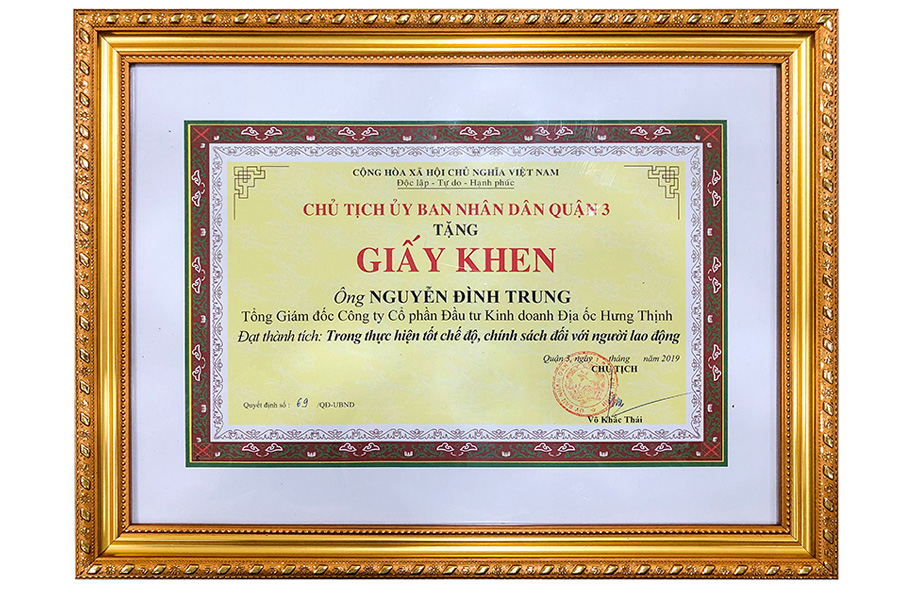 CỘNG HÒA XÃ HỘI CHỦ NGHĨA VIỆT NAM
Độc lập - Tự do - Hạnh phúc
CHỦ TỊCH ỦY BAN NHÂN DÂN QUẬN 3
TẶNG
GIẤY KHEN
Ông NGUYỄN ĐÌNH TRUNG
Tổng Giám đốc Công ty Cổ phần Đầu tư Kinh doanh Địa ốc Hưng Thịnh
Đạt thành tích: Trong thực hiện tốt chế độ, chính sách đối với người lao động
Quận 3, ngày tháng năm 2019
CHỦ TỊCH
Quyết định số : 69 /QĐ-UBND
Võ Khắc Thái